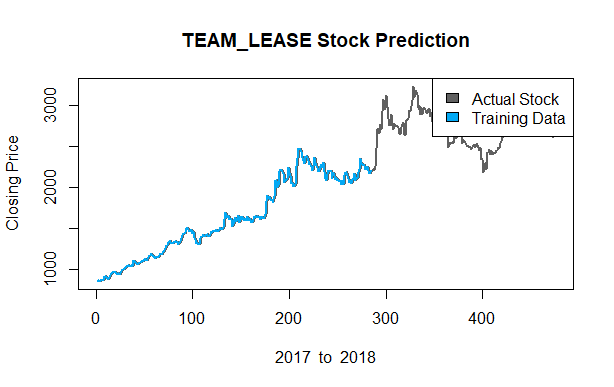 TEAM_LEASE Stock Prediction
Closing Price
3000
2000
1000
Actual Stock
Training Data
0 100 200 300 400
2017 to 2018